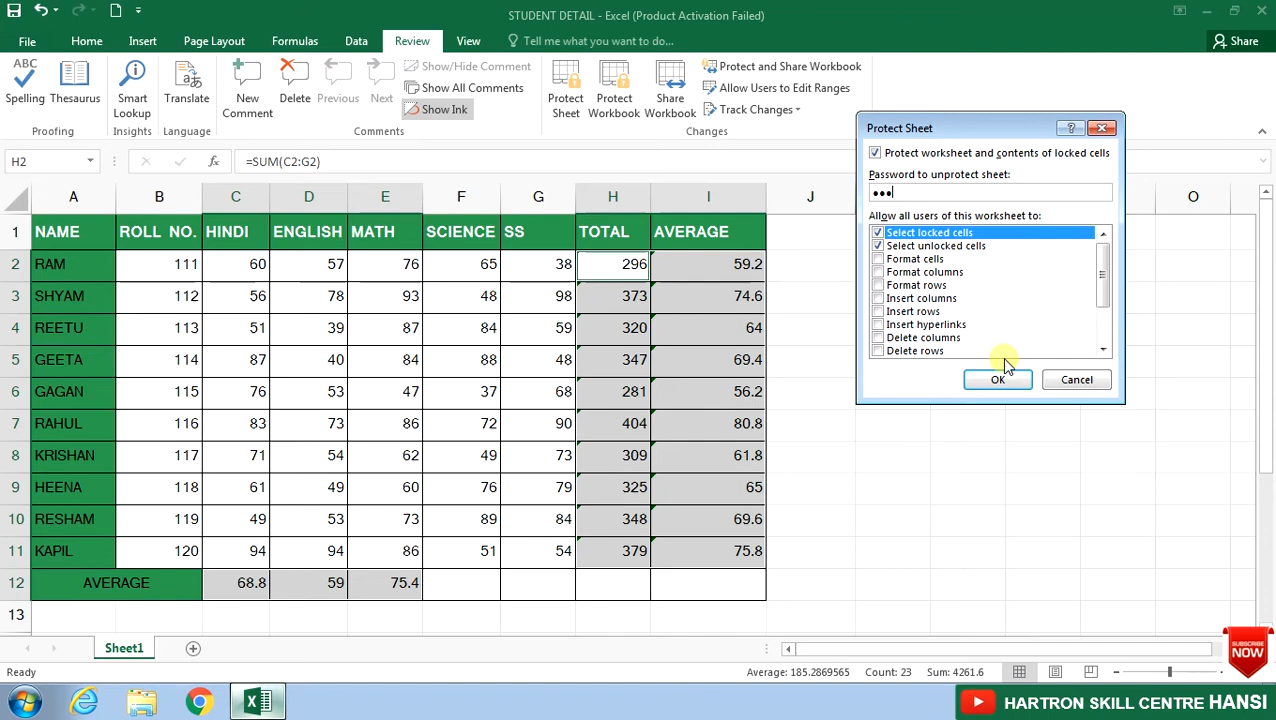 STUDENT DETAIL - Excel (Product Activation Failed)
File Home Insert Page Layout Formulas Data Review View Tell me what you want to do... Share
ABC
Spelling Thesaurus Smart Lookup Translate New Comment Delete Previous Next
Show/Hide Comment
Show All Comments
Show Ink
Protect Sheet Protect Workbook Share Workbook
Protect and Share Workbook
Allow Users to Edit Ranges
Track Changes
Proofing Insights Language Comments Changes
H2 fx =SUM(C2:G2)
A B C D E F G H I J O
1 NAME ROLL NO. HINDI ENGLISH MATH SCIENCE SS TOTAL AVERAGE
2 RAM 111 60 57 76 65 38 296 59.2
3 SHYAM 112 56 78 93 48 98 373 74.6
4 REETU 113 51 39 87 84 59 320 64
5 GEETA 114 87 40 84 88 48 347 69.4
6 GAGAN 115 76 53 47 37 68 281 56.2
7 RAHUL 116 83 73 86 72 90 404 80.8
8 KRISHAN 117 71 54 62 49 73 309 61.8
9 HEENA 118 61 49 60 76 79 325 65
10 RESHAM 119 49 53 73 89 84 348 69.6
11 KAPIL 120 94 94 86 51 54 379 75.8
12 AVERAGE 68.8 59 75.4
13
Protect Sheet
Protect worksheet and contents of locked cells
Password to unprotect sheet:
•••
Allow all users of this worksheet to:
Select locked cells
Select unlocked cells
Format cells
Format columns
Format rows
Insert columns
Insert rows
Insert hyperlinks
Delete columns
Delete rows
OK Cancel
Sheet1
SUBSCRIBE
NOW
Ready Average: 185.2869565 Count: 23 Sum: 4261.6
HARTRON SKILL CENTRE HANSI